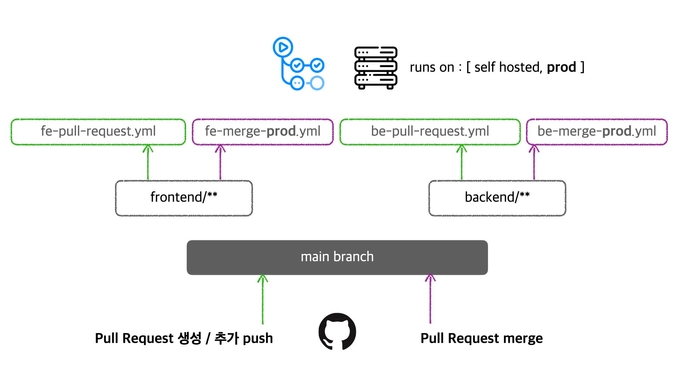 runs on : [ self hosted, prod ]
fe-pull-request.yml
fe-merge-prod.yml
be-pull-request.yml
be-merge-prod.yml
frontend/**
backend/**
main branch
Pull Request 생성 / 추가 push
Pull Request merge